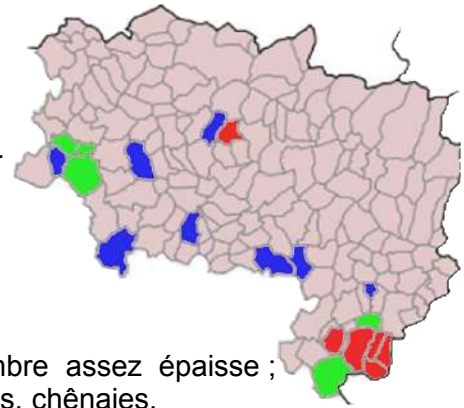 .
mbre assez épaisse ;
s, chênaies.